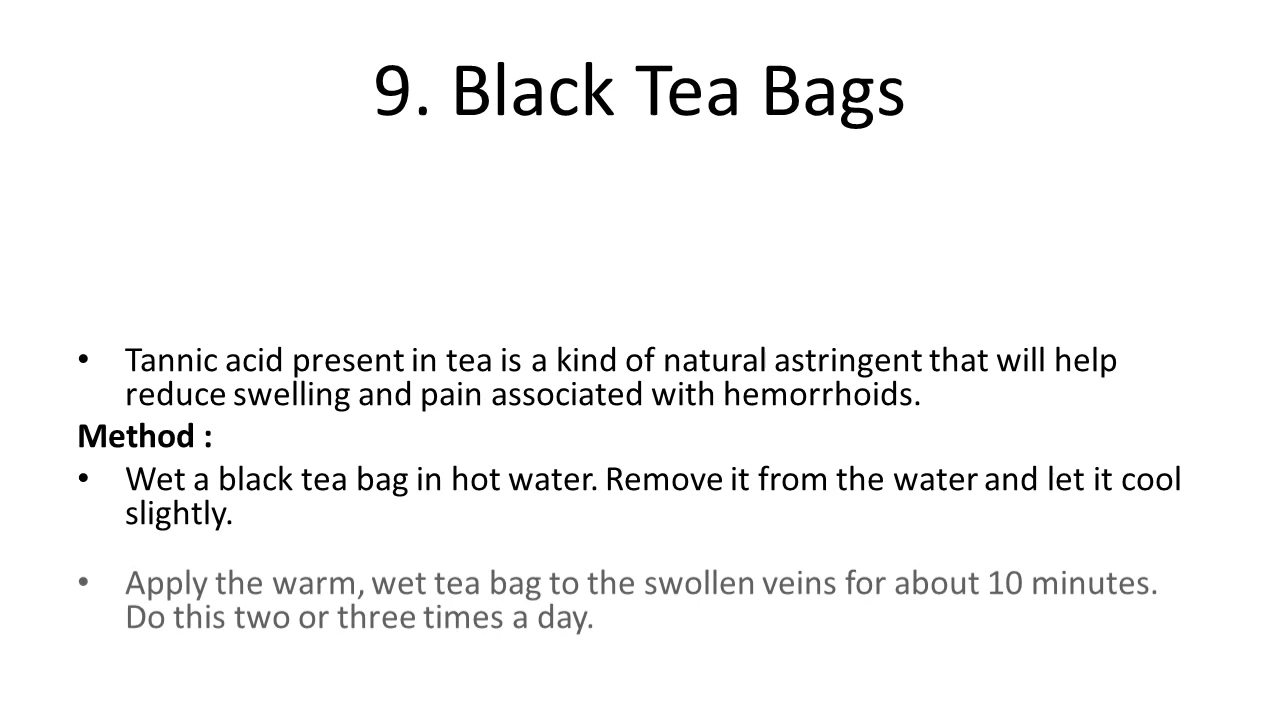 9. Black Tea Bags
• Tannic acid present in tea is a kind of natural astringent that will help
reduce swelling and pain associated with hemorrhoids.
Method :
• Wet a black tea bag in hot water. Remove it from the water and let it cool
slightly.
• Apply the warm, wet tea bag to the swollen veins for about 10 minutes.
Do this two or three times a day.